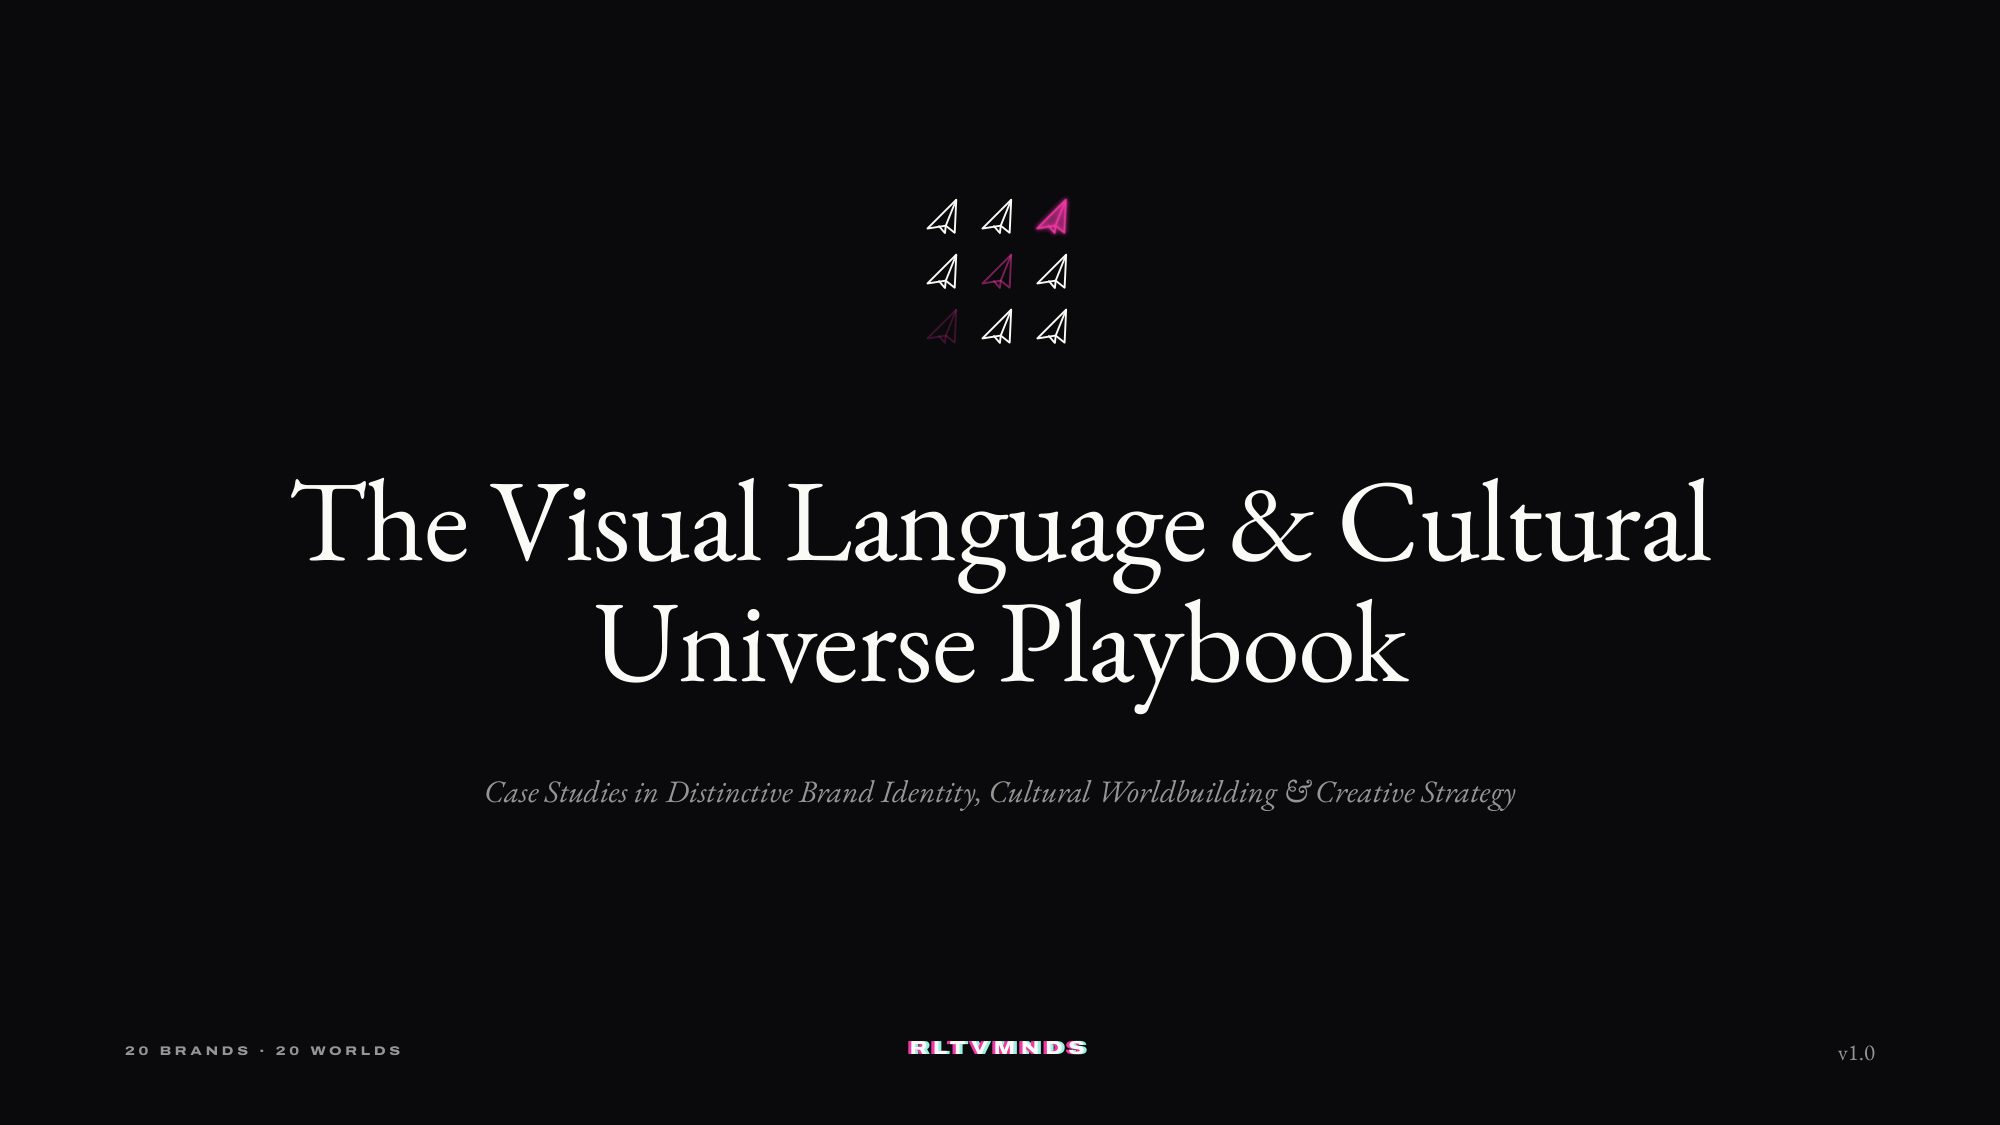 The Visual Language & Cultural
Universe Playbook
Case Studies in Distinctive Brand Identity, Cultural Worldbuilding & Creative Strategy
20 BRANDS · 20 WORLDS
RLTVMNDS
v1.0